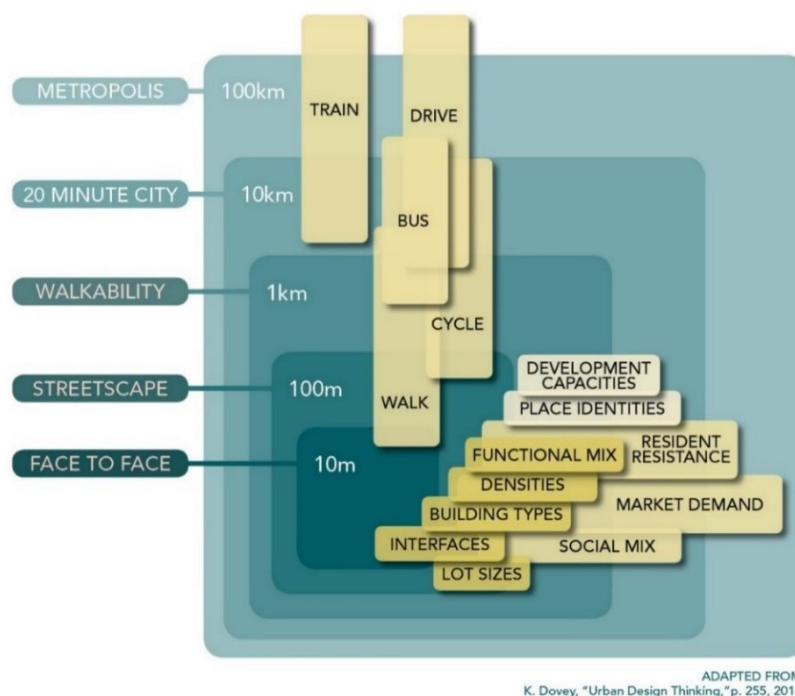 METROPOLIS
100km
TRAIN
DRIVE
20 MINUTE CITY
10km
BUS
WALKABILITY
1km
CYCLE
STREETSCAPE
100m
WALK
DEVELOPMENT
CAPACITIES
PLACE IDENTITIES
FACE TO FACE
10m
FUNCTIONAL MIX
RESIDENT
RESISTANCE
DENSITIES
MARKET DEMAND
BUILDING TYPES
INTERFACES
SOCIAL MIX
LOT SIZES
ADAPTED FROM
K. Dovey, "Urban Design Thinking,"p. 255, 201